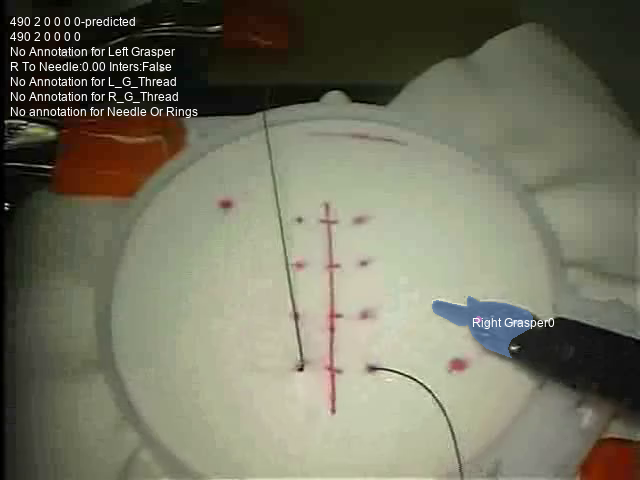 490 2 0 0 0 0-predicted
490 2 0 0 0 0
No Annotation for Left Grasper
R To Needle:0.00 Inters:False
No Annotation for L_G_Thread
No Annotation for R_G_Thread
No annotation for Needle Or Rings
Right Grasper0